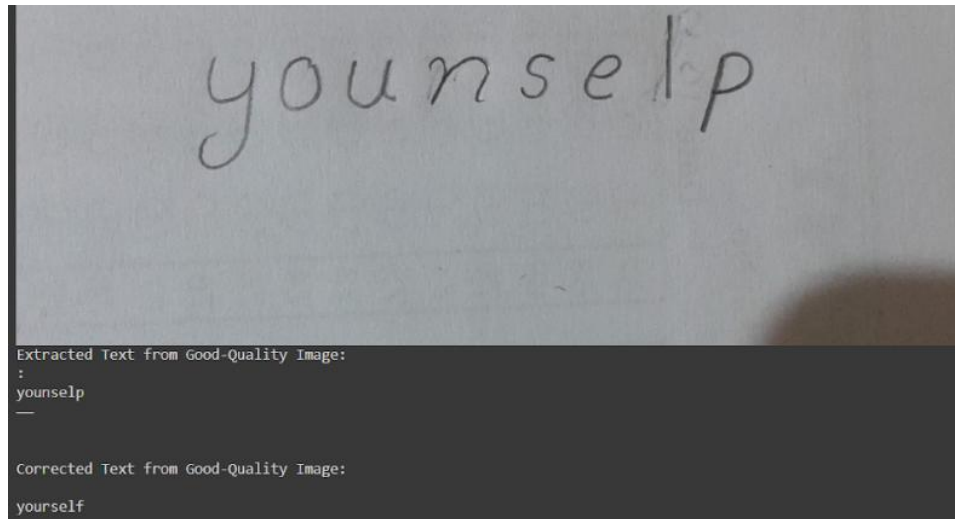 younselp
Extracted Text from Good-Quality Image:
:
younselp
—
Corrected Text from Good-Quality Image:
yourself